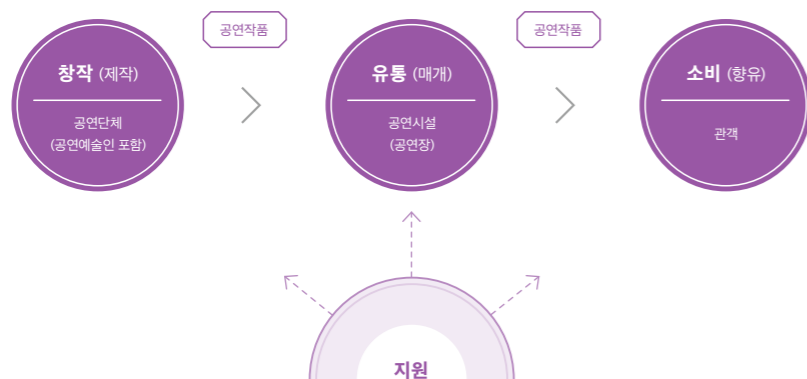 공연작품
공연작품
창작 (제작)
공연단체
(공연예술인 포함)
유통 (매개)
공연시설
(공연장)
소비 (향유)
관객
지원